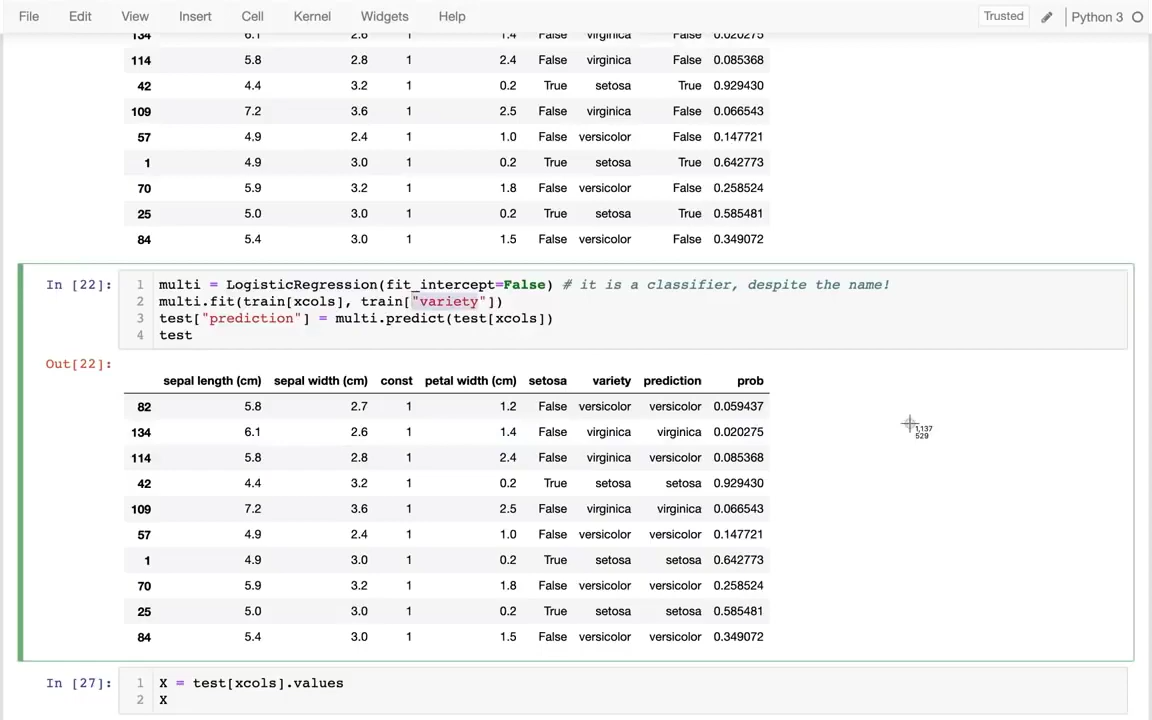 File Edit View Insert Cell Kernel Widgets Help Trusted Python 3
134 6.1 2.6 1 1.4 False virginica False 0.020275
114 5.8 2.8 1 2.4 False virginica False 0.085368
42 4.4 3.2 1 0.2 True setosa True 0.929430
109 7.2 3.6 1 2.5 False virginica False 0.066543
57 4.9 2.4 1 1.0 False versicolor False 0.147721
1 4.9 3.0 1 0.2 True setosa True 0.642773
70 5.9 3.2 1 1.8 False versicolor False 0.258524
25 5.0 3.0 1 0.2 True setosa True 0.585481
84 5.4 3.0 1 1.5 False versicolor False 0.349072
In [22]: 1 multi = LogisticRegression(fit_intercept=False) # it is a classifier, despite the name!
2 multi.fit(train[xcols], train["variety"])
3 test["prediction"] = multi.predict(test[xcols])
4 test
Out[22]:
sepal length (cm) sepal width (cm) const petal width (cm) setosa variety prediction prob
82 5.8 2.7 1 1.2 False versicolor versicolor 0.059437
134 6.1 2.6 1 1.4 False virginica virginica 0.020275
114 5.8 2.8 1 2.4 False virginica versicolor 0.085368
42 4.4 3.2 1 0.2 True setosa setosa 0.929430
109 7.2 3.6 1 2.5 False virginica virginica 0.066543
57 4.9 2.4 1 1.0 False versicolor versicolor 0.147721
1 4.9 3.0 1 0.2 True setosa setosa 0.642773
70 5.9 3.2 1 1.8 False versicolor versicolor 0.258524
25 5.0 3.0 1 0.2 True setosa setosa 0.585481
84 5.4 3.0 1 1.5 False versicolor versicolor 0.349072
1,137
529
In [27]: 1 X = test[xcols].values
2 X